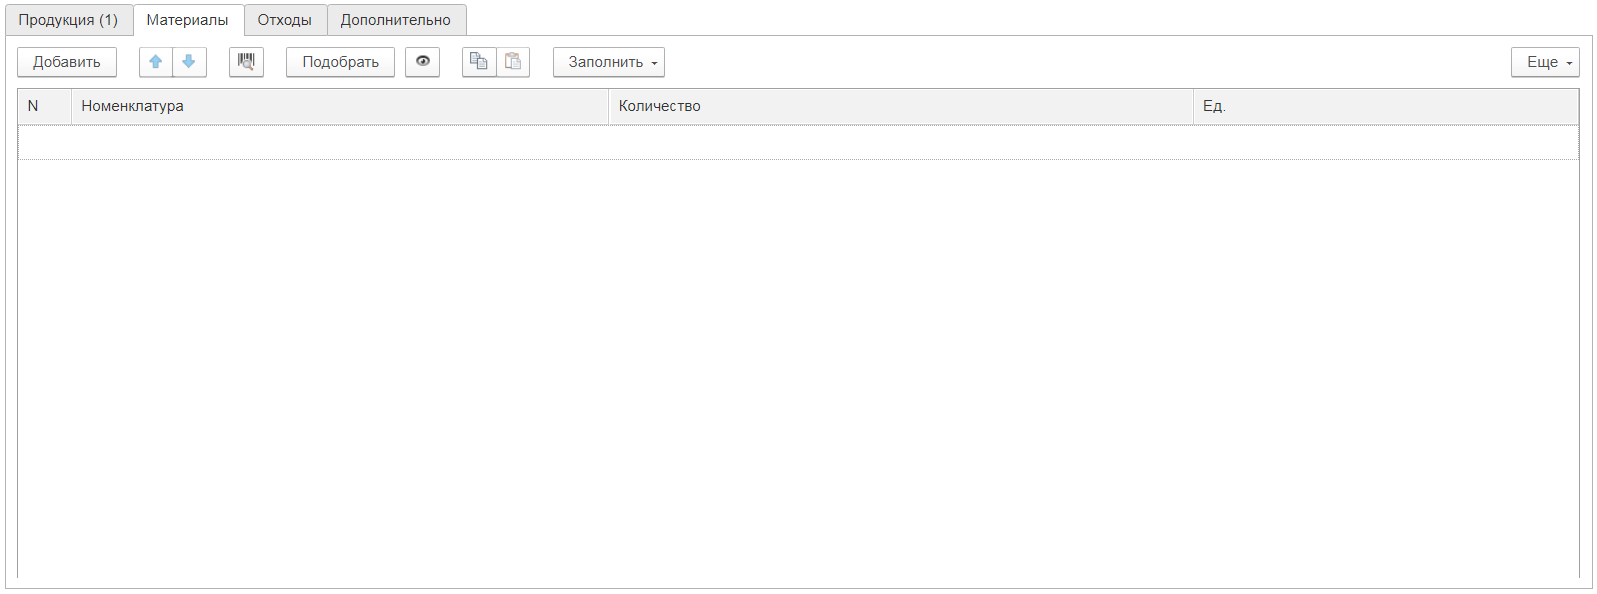 Продукция (1) Материалы Отходы Дополнительно
Добавить Подобрать Заполнить Еще
N Номенклатура Количество Ед.